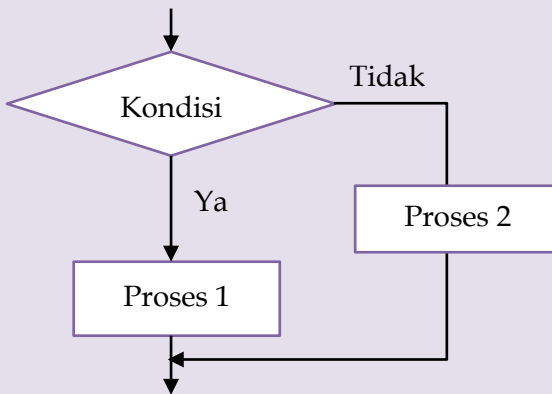 Kondisi
Tidak
Ya
Proses 2
Proses 1